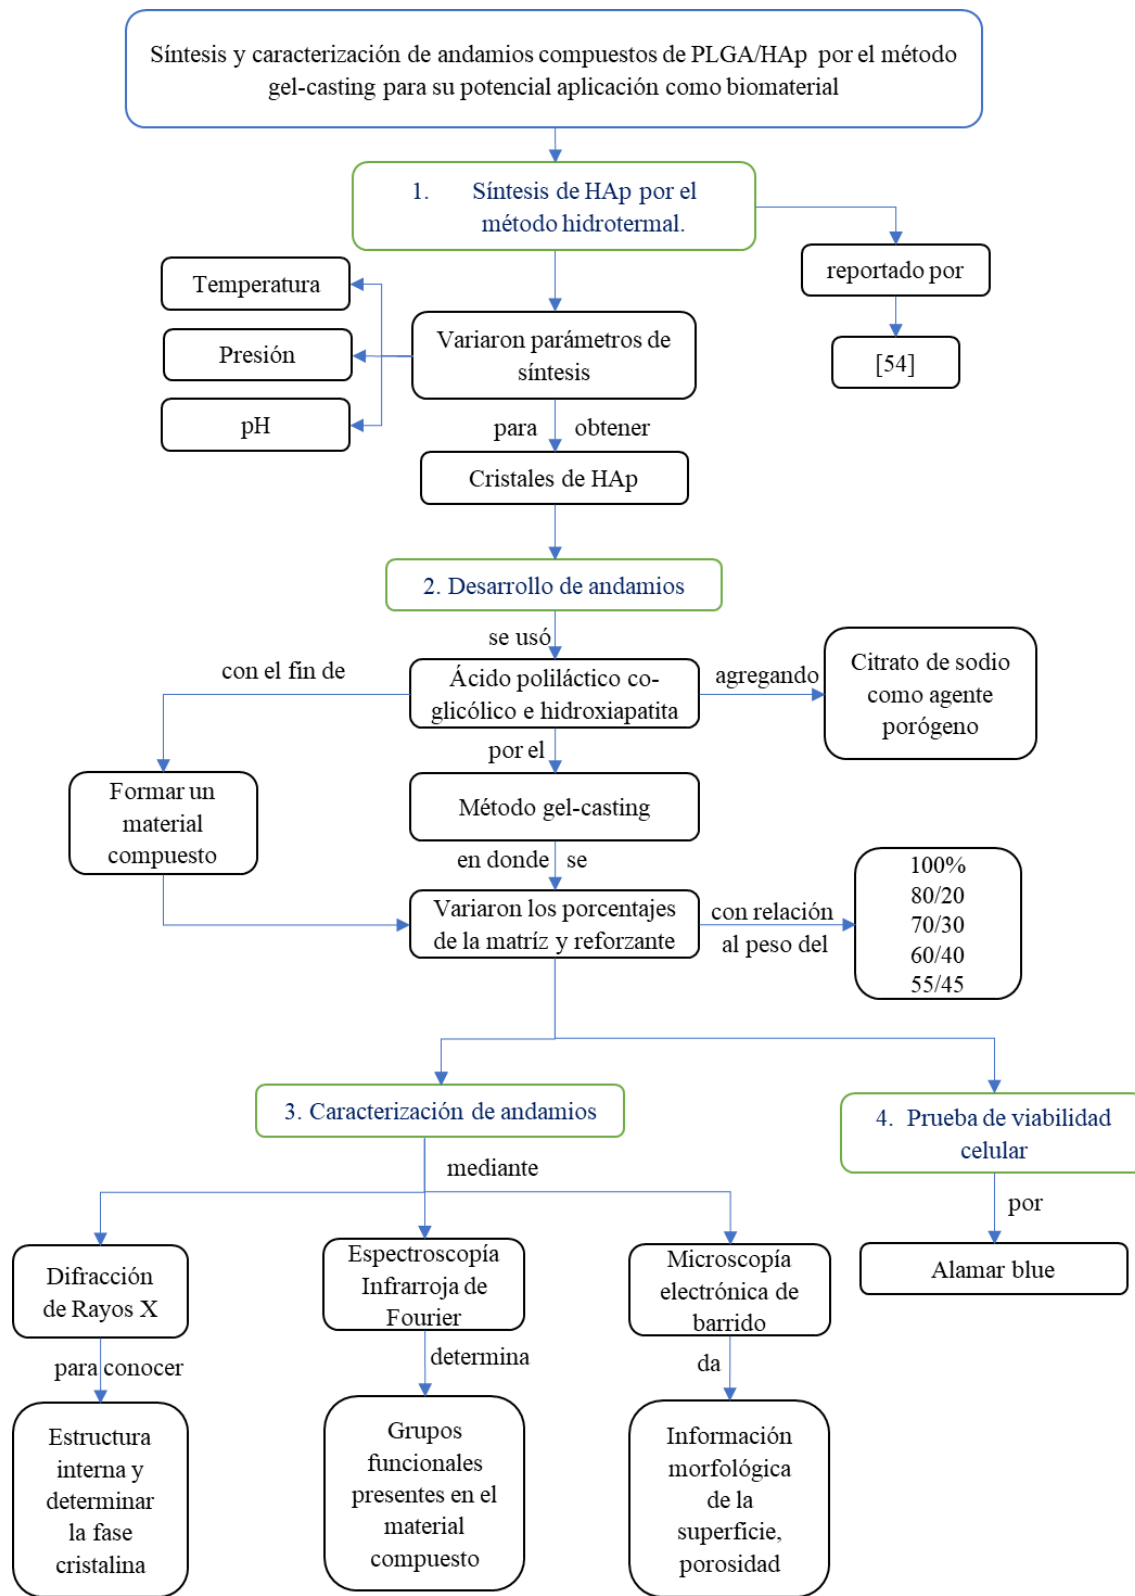 Síntesis y caracterización de andamios compuestos de PLGA/HAp por el método
gel-casting para su potencial aplicación como biomaterial
1. Síntesis de HAp por el
método hidrotermal.
reportado por
[54]
Temperatura
Presión
pH
Variaron parámetros de
síntesis
para obtener
Cristales de HAp
2. Desarrollo de andamios
se usó
con el fin de
Ácido poliláctico co-
glicólico e hidroxiapatita
agregando
Citrato de sodio
como agente
porógeno
por el
Formar un
material
compuesto
Método gel-casting
en donde se
Variaron los porcentajes
de la matríz y reforzante
con relación
al peso del
100%
80/20
70/30
60/40
55/45
3. Caracterización de andamios
4. Prueba de viabilidad
celular
mediante
por
Difracción
de Rayos X
Espectroscopía
Infrarroja de
Fourier
Microscopía
electrónica de
barrido
Alamar blue
para conocer
determina
da
Estructura
interna y
determinar
la fase
cristalina
Grupos
funcionales
presentes en el
material
compuesto
Información
morfológica
de la
superficie,
porosidad